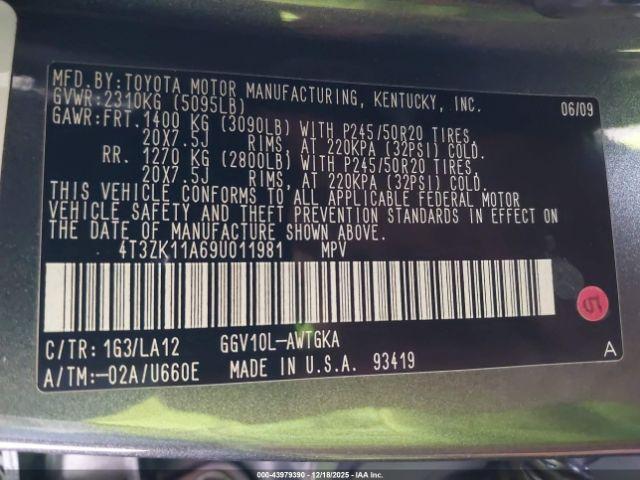 MFD.BY:TOYOTA MOTOR MANUFACTURING, KENTUCKY, INC. 06/09
GVWR:2310KG (5095LB)
GAWR:FRT.1400 KG (3090LB) WITH P245/50R20 TIRES,
20X7.5J RIMS, AT 220KPA (32PSI) COLD.
RR. 1270 KG (2800LB) WITH P245/50R20 TIRES,
20X7.5J RIMS, AT 220KPA (32PSI) COLD.
THIS VEHICLE CONFORMS TO ALL APPLICABLE FEDERAL MOTOR
VEHICLE SAFETY AND THEFT PREVENTION STANDARDS IN EFFECT ON
THE DATE OF MANUFACTURE SHOWN ABOVE.
4T3ZK11A69U011981 MPV
5
C/TR: 1G3/LA12 GGV10L-AWTGKA
A/TM:-02A/U660E MADE IN U.S.A. 93419 A
000-43979390 - 12/18/2025 - IAA Inc.